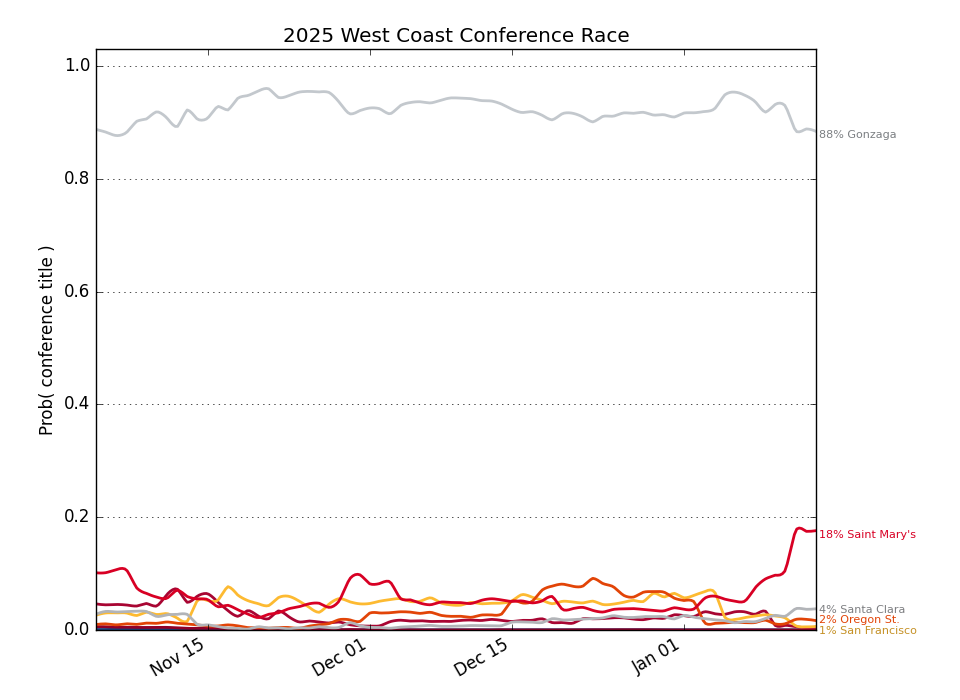 2025 West Coast Conference Race
Prob( conference title )
1.0
0.8
0.6
0.4
0.2
0.0
Nov 15
Dec 01
Dec 15
Jan 01
88% Gonzaga
18% Saint Mary's
4% Santa Clara
2% Oregon St.
1% San Francisco